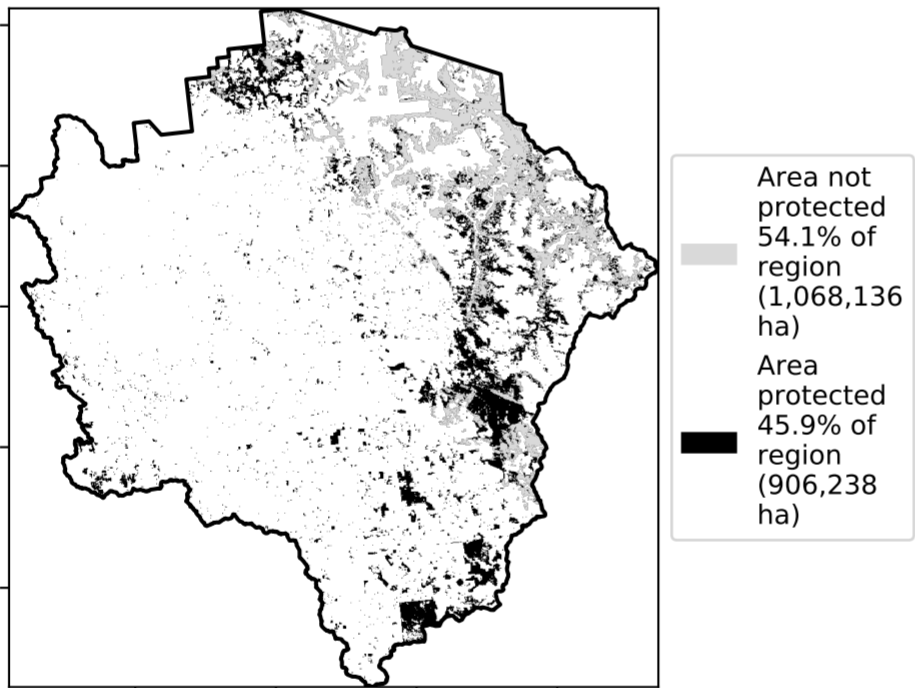 Area not
protected
54.1% of
region
(1,068,136
ha)
Area
protected
45.9% of
region
(906,238
ha)